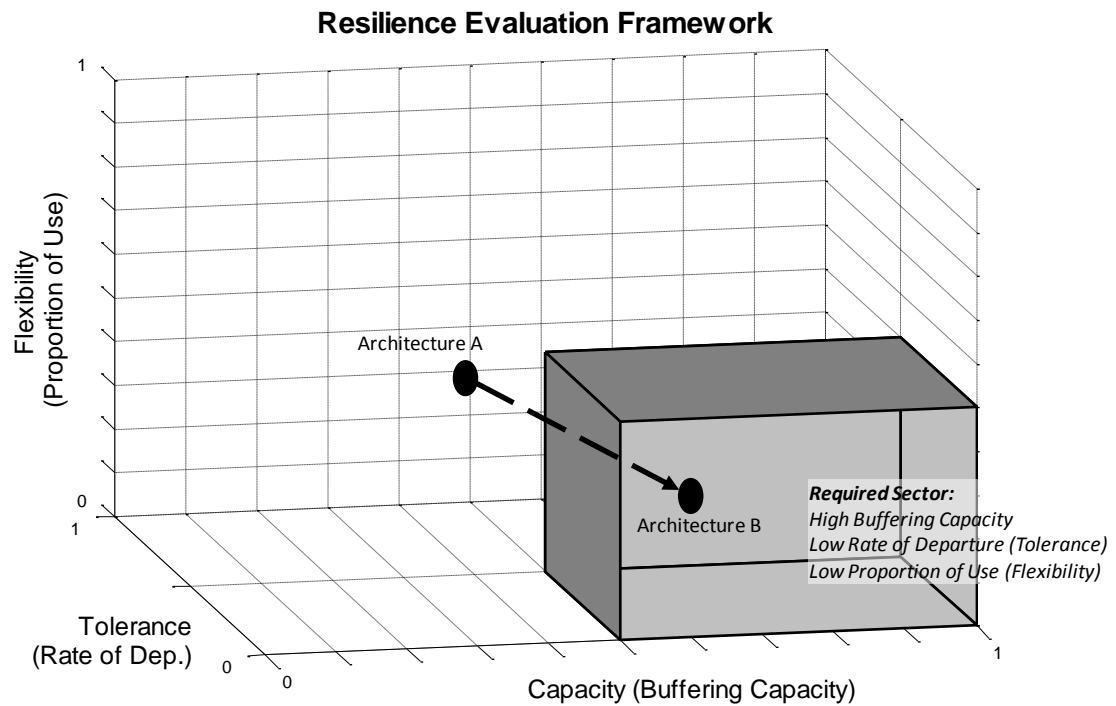 Resilience Evaluation Framework
1
Flexibility
(Proportion of Use)
Architecture A
0
1
Architecture B
Required Sector:
High Buffering Capacity
Low Rate of Departure (Tolerance)
Low Proportion of Use (Flexibility)
Tolerance
(Rate of Dep.)
0
0
1
Capacity (Buffering Capacity)